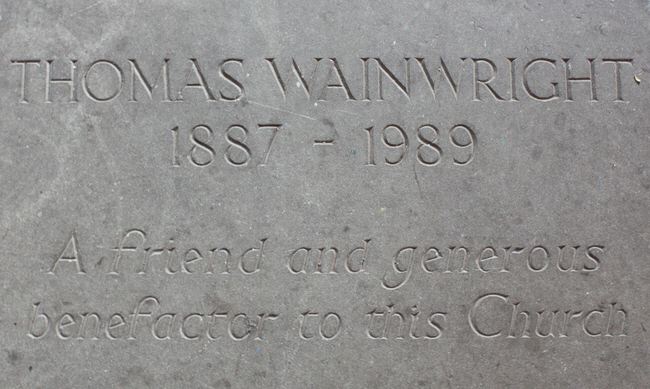 THOMAS WAINWRIGHT
1887 - 1989
A friend and generous
benefactor to this Church